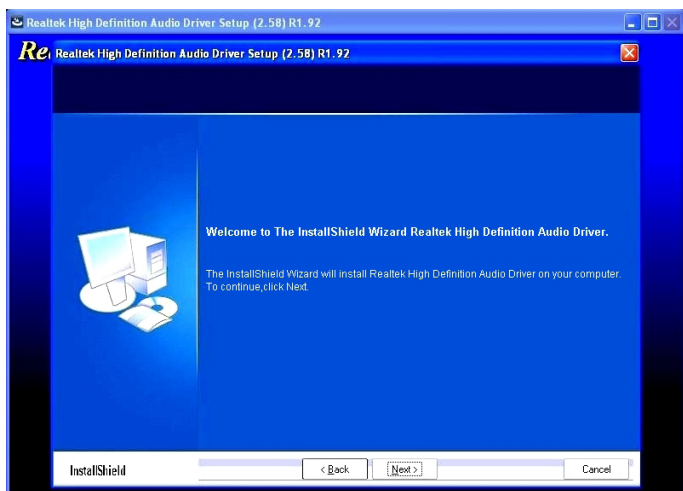 Realtek High Definition Audio Driver Setup (2.58) R1.92
Re
Realtek High Definition Audio Driver Setup (2.58) R1.92
Welcome to The InstallShield Wizard Realtek High Definition Audio Driver.
The InstallShield Wizard will install Realtek High Definition Audio Driver on your computer.
To continue,click Next.
InstallShield
< Back
Next >
Cancel